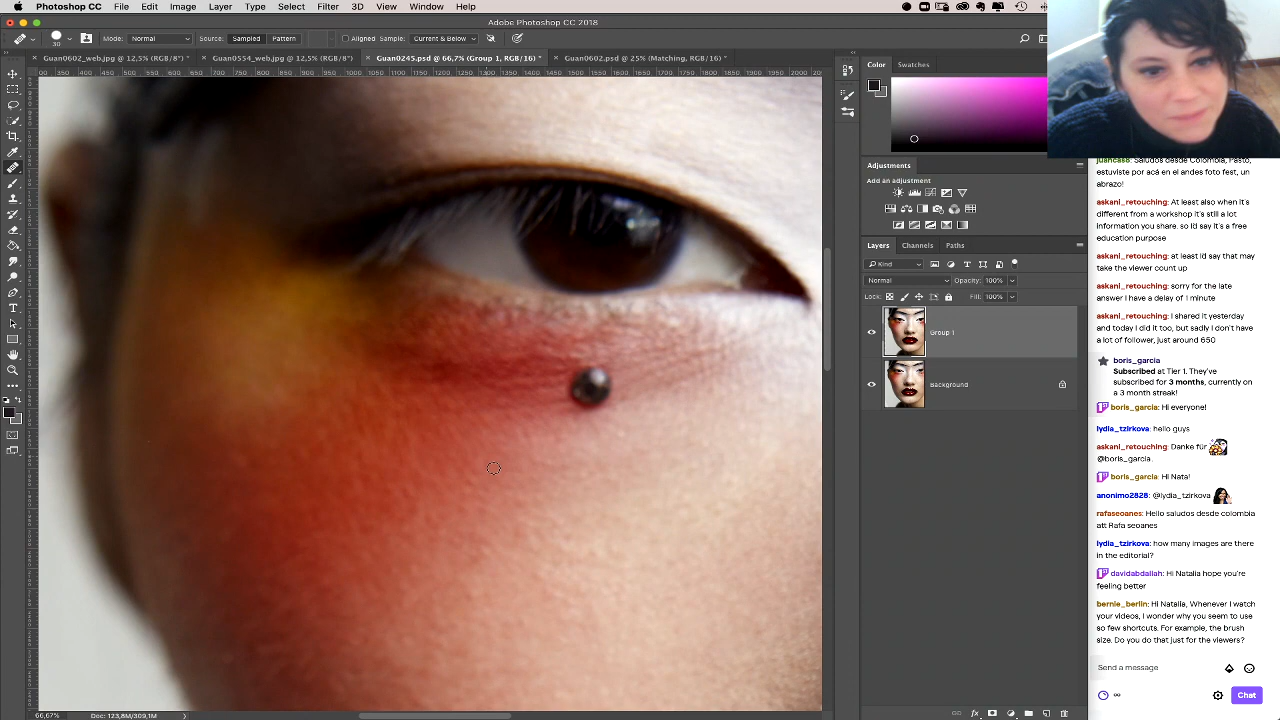 Photoshop CC File Edit Image Layer Type Select Filter 3D View Window Help
Adobe Photoshop CC 2018
30 Mode: Normal Source: Sampled Pattern Aligned Sample: Current & Below
Guan0602_web.jpg @ 12,5% (RGB/8*) * Guan0554_web.jpg @ 12,5% (RGB/8*) Guan0245.psd @ 66,7% (Group 1, RGB/16) * Guan0602.psd @ 25% (Matching, RGB/16) *
Color Swatches
Adjustments
Add an adjustment
Layers Channels Paths
Kind
Normal Opacity: 100%
Lock: Fill: 100%
Group 1
Background
66,67% Doc: 123,8M/309,1M
juancas8: Saludos desde Colombia, Pasto,
estuviste por acá en el andes foto fest, un
abrazo!
askani_retouching: At least also when it's
different from a workshop it's still a lot
information you share. so Id say it's a free
education purpose
askani_retouching: at least Id say that may
take the viewer count up
askani_retouching: sorry for the late
answer I have a delay of 1 minute
askani_retouching: I shared it yesterday
and today I did it too, but sadly I don't have
a lot of follower, just around 650
boris_garcia
Subscribed at Tier 1. They've
subscribed for 3 months, currently on
a 3 month streak!
boris_garcia: Hi everyone!
lydia_tzirkova: hello guys
askani_retouching: Danke für
@boris_garcia.
boris_garcia: Hi Nata!
anonimo2828: @lydia_tzirkova
rafaseoanes: Hello saludos desde colombia
att Rafa seoanes
lydia_tzirkova: how many images are there
in the editorial?
davidabdallah: Hi Natalia hope you're
feeling better
bernie_berlin: Hi Natalia, Whenever I watch
your videos, I wonder why you seem to use
so few shortcuts. For example, the brush
size. Do you do that just for the viewers?
Send a message
Chat